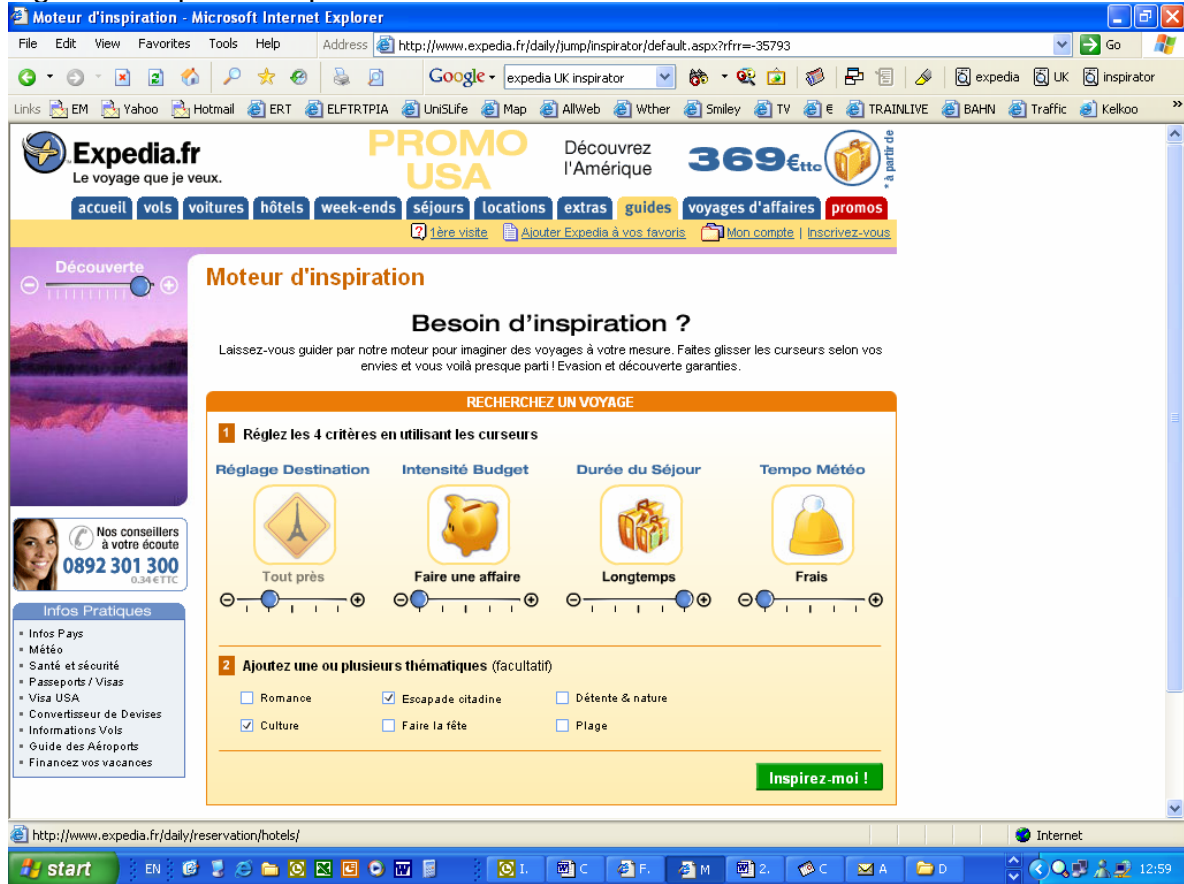 Moteur d'inspiration - Microsoft Internet Explorer
File Edit View Favorites Tools Help Address http://www.expedia.fr/daily/jump/inspirator/default.aspx?rfrr=-35793 Go
Google expedia UK inspirator expedia UK inspirator
Links EM Yahoo Hotmail ERT ELFTRTPIA UniSLife Map AllWeb Wther Smiley TV € TRAINLIVE BAHN Traffic Kelkoo »
Expedia.fr
Le voyage que je veux.
PROMO
USA
Découvrez
l'Amérique
369€ttc
* à partir de
accueil vols voitures hôtels week-ends séjours locations extras guides voyages d'affaires promos
1ère visite Ajouter Expedia à vos favoris Mon compte | Inscrivez-vous
Découverte
Moteur d'inspiration
Besoin d'inspiration ?
Laissez-vous guider par notre moteur pour imaginer des voyages à votre mesure. Faites glisser les curseurs selon vos
envies et vous voilà presque parti ! Evasion et découverte garanties.
RECHERCHEZ UN VOYAGE
1 Réglez les 4 critères en utilisant les curseurs
Réglage Destination Intensité Budget Durée du Séjour Tempo Météo
Tout près Faire une affaire Longtemps Frais
Nos conseillers
à votre écoute
0892 301 300
0.34 € TTC
Infos Pratiques
Infos Pays
Météo
Santé et sécurité
Passeports / Visas
Visa USA
Convertisseur de Devises
Informations Vols
Guide des Aéroports
Financez vos vacances
2 Ajoutez une ou plusieurs thématiques (facultatif)
Romance Escapade citadine Détente & nature
Culture Faire la fête Plage
Inspirez-moi !
http://www.expedia.fr/daily/reservation/hotels/ Internet
start EN I. C F. M 2. C A D 12:59